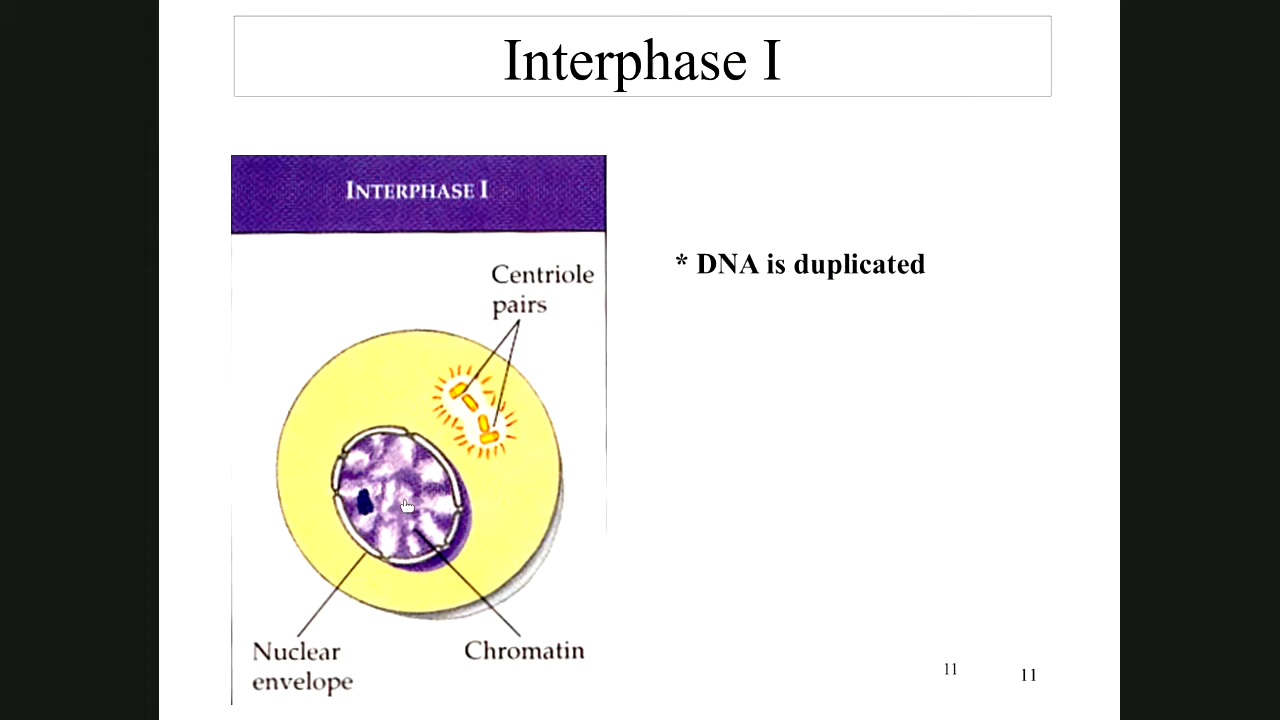 Interphase I
INTERPHASE I
Centriole
pairs
* DNA is duplicated
Nuclear
envelope
Chromatin
11
11